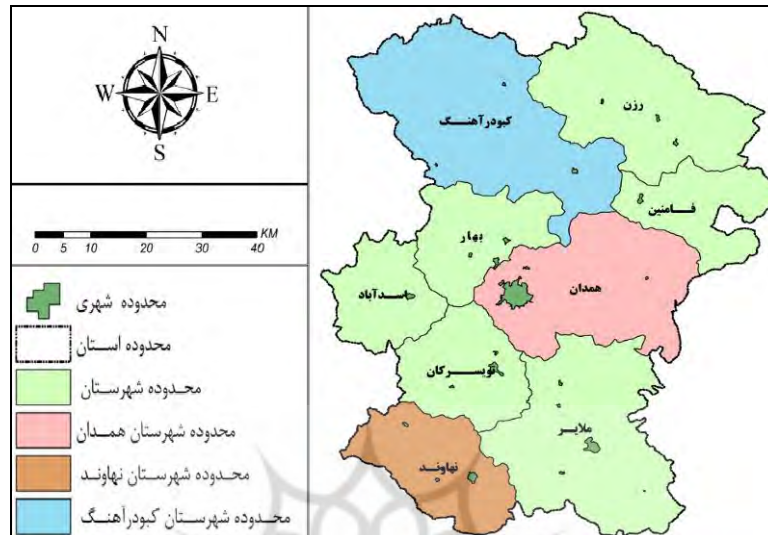 N
W E
S
KM
0 5 10 20 30 40
محدوده شهری
محدوده استان
محدوده شهرستان
محدوده شهرستان همدان
محدوده شهرستان نهاوند
محدوده شهرستان کبودرآهنگ
رزن
کبودرآهنگ
فامنین
بهار
همدان
اسدآباد
تویسرکان
ملایر
نهاوند